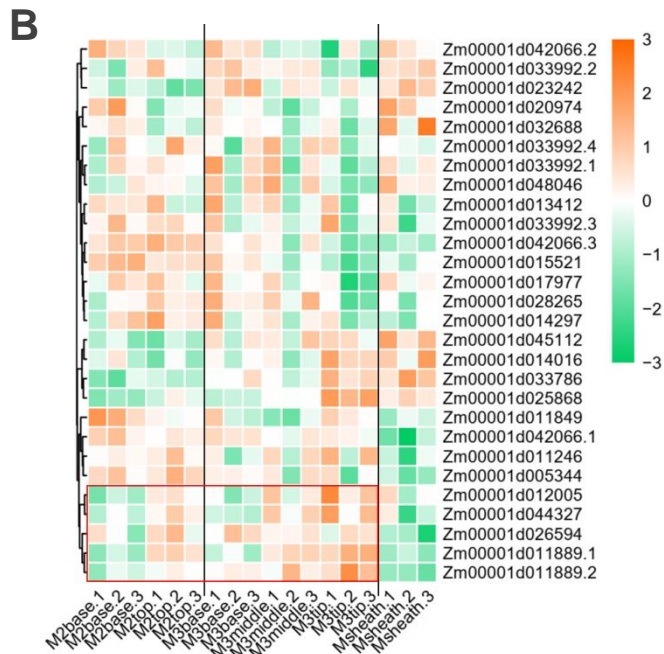 B
Zm00001d042066.2
Zm00001d033992.2
Zm00001d023242
Zm00001d020974
Zm00001d032688
Zm00001d033992.4
Zm00001d033992.1
Zm00001d048046
Zm00001d013412
Zm00001d033992.3
Zm00001d042066.3
Zm00001d015521
Zm00001d017977
Zm00001d028265
Zm00001d014297
Zm00001d045112
Zm00001d014016
Zm00001d033786
Zm00001d025868
Zm00001d011849
Zm00001d042066.1
Zm00001d011246
Zm00001d005344
Zm00001d012005
Zm00001d044327
Zm00001d026594
Zm00001d011889.1
Zm00001d011889.2
3
2
1
0
−1
−2
−3
M2base.1
M2base.2
M2base.3
M2top.1
M2top.2
M2top.3
M3base.1
M3base.2
M3base.3
M3middle.1
M3middle.2
M3middle.3
M3tip.1
M3tip.2
M3tip.3
Msheath.1
Msheath.2
Msheath.3